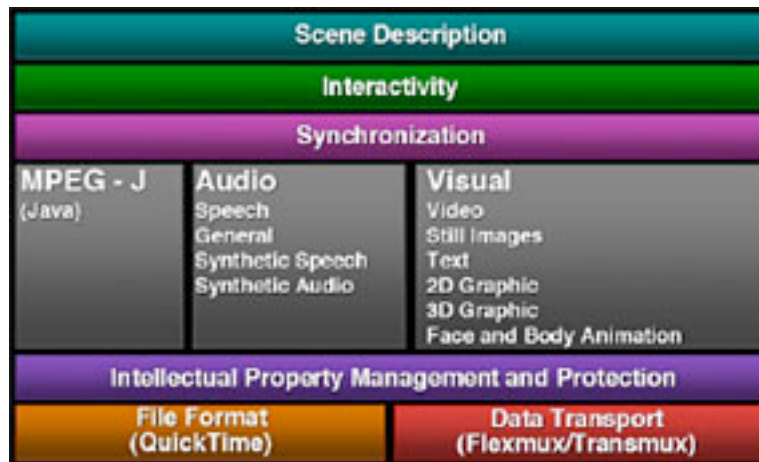 Scene Description
Interactivity
Synchronization
MPEG - J
(Java)
Audio
Speech
General
Synthetic Speech
Synthetic Audio
Visual
Video
Still Images
Text
2D Graphic
3D Graphic
Face and Body Animation
Intellectual Property Management and Protection
File Format
(QuickTime)
Data Transport
(Flexmux/Transmux)